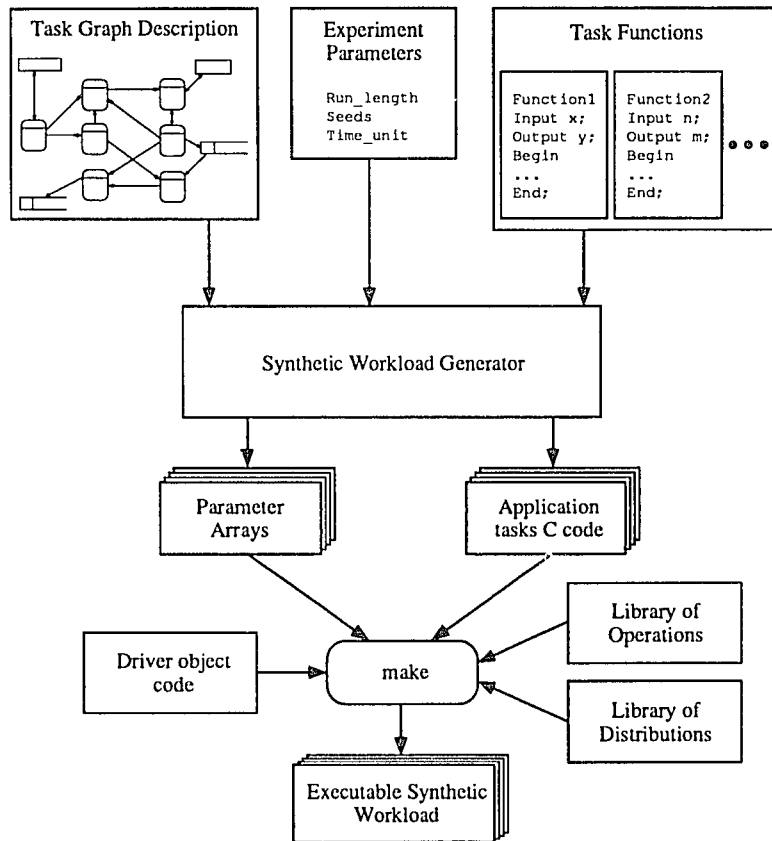 Task Graph Description
Experiment
Parameters
Run_length
Seeds
Time_unit
Task Functions
Function1
Input x;
Output y;
Begin
...
End;
Function2
Input n;
Output m;
Begin
...
End;
Synthetic Workload Generator
Parameter
Arrays
Application
tasks C code
Driver object
code
make
Library of
Operations
Library of
Distributions
Executable Synthetic
Workload